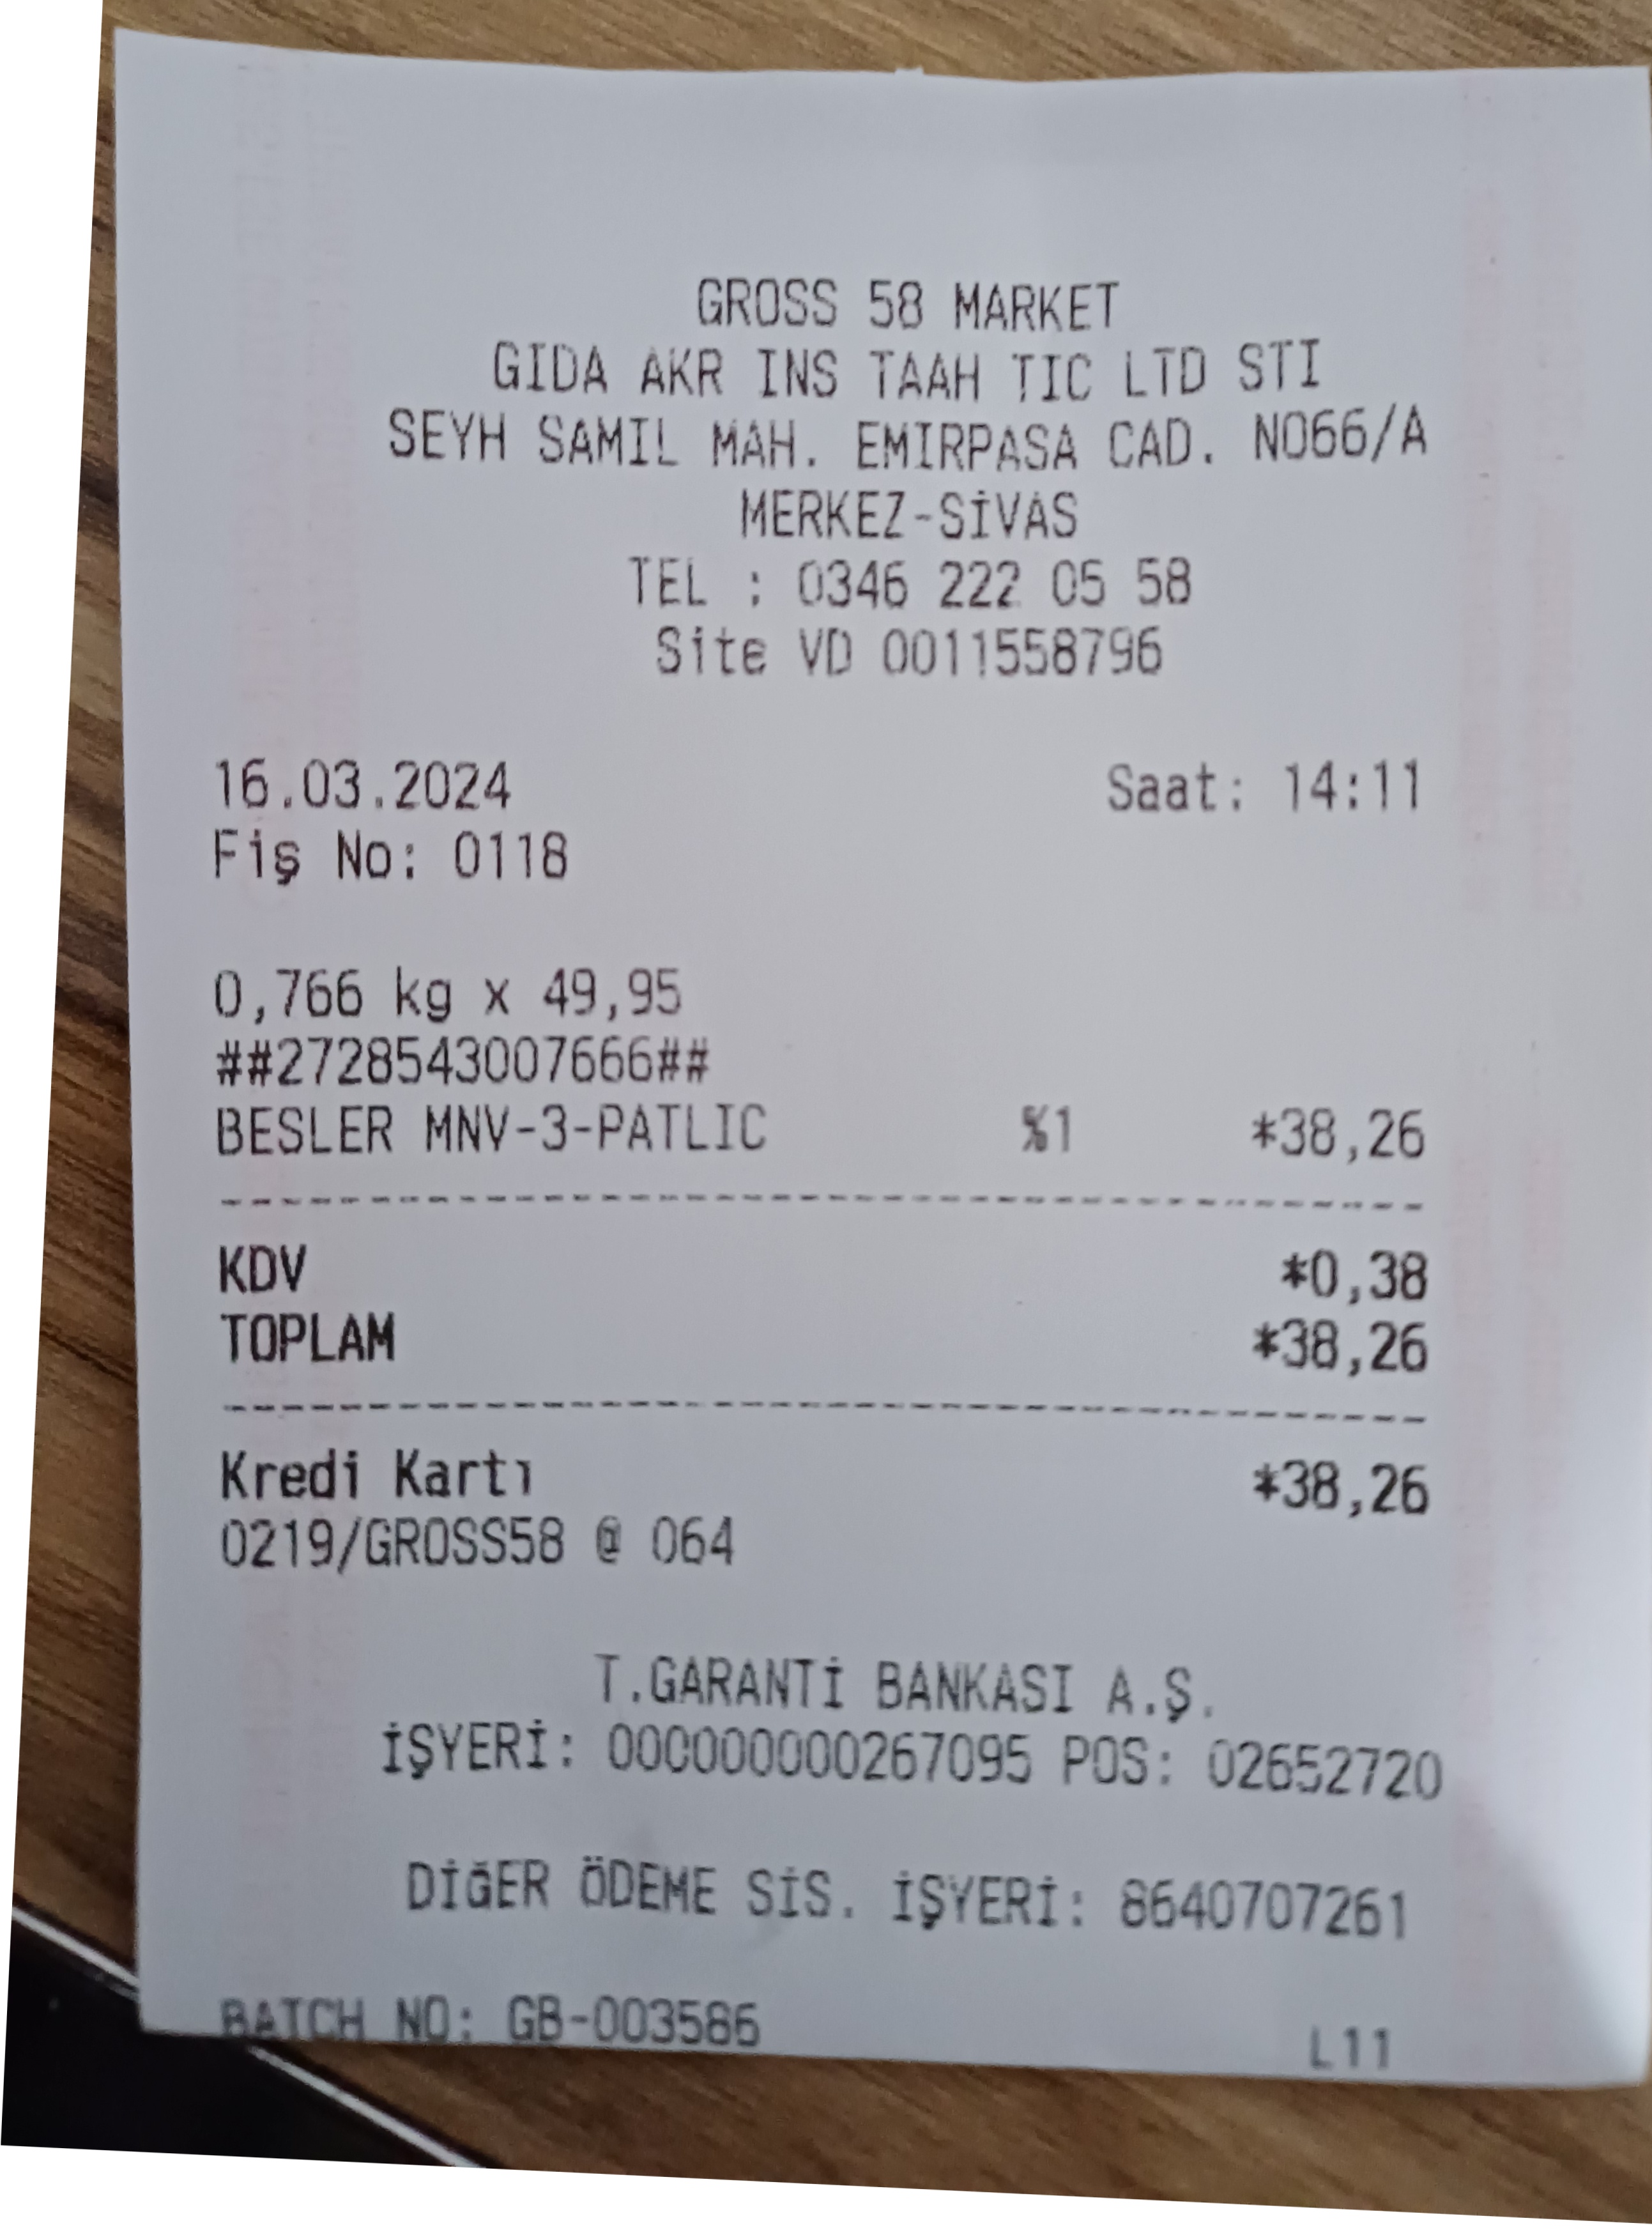 GROSS 58 MARKET
GIDA AKR INS TAAH TIC LTD STI
SEYH SAMIL MAH. EMIRPASA CAD. NO66/A
MERKEZ-SİVAS
TEL : 0346 222 05 58
Site VD 0011558796
16.03.2024 Saat: 14:11
Fiş No: 0118
0,766 kg x 49,95
##2728543007666##
BESLER MNV-3-PATLIC %1 *38,26
KDV *0,38
TOPLAM *38,26
Kredi Kartı *38,26
0219/GROSS58 @ 064
T.GARANTİ BANKASI A.Ş.
İŞYERİ: 000000000267095 POS: 02652720
DİĞER ÖDEME SİS. İŞYERİ: 8640707261
BATCH NO: GB-003586 L11